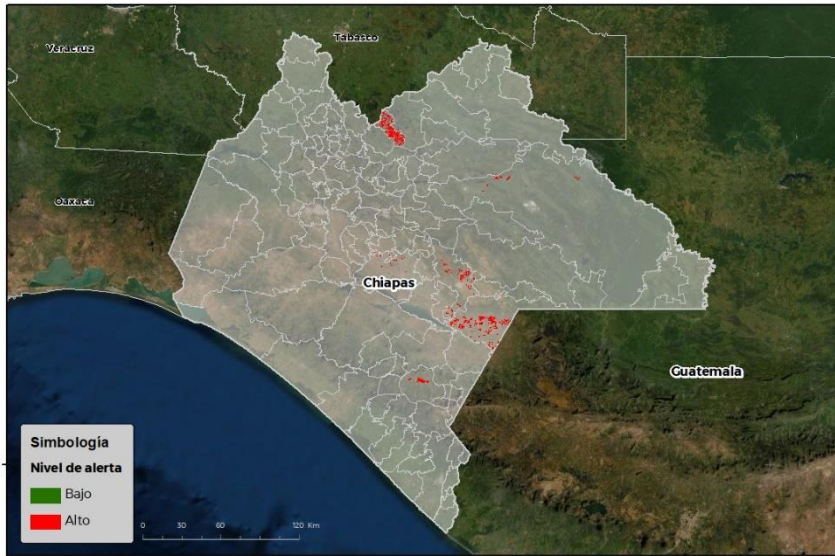 Tabasco
Veracruz
Oaxaca
Chiapas
Guatemala
Simbología
Nivel de alerta
Bajo
Alto
0 30 60 120 Km